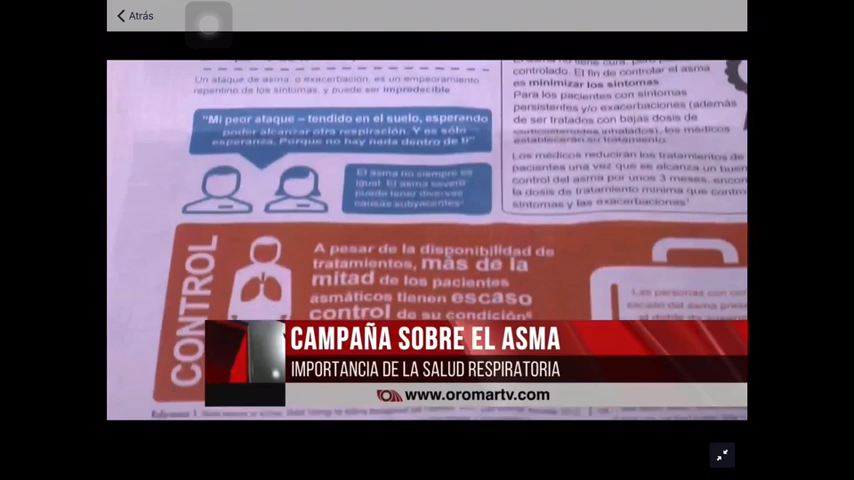 Atrás
Un ataque de asma, o exacerbación, es un empeoramiento
repentino de los síntomas, y puede ser impredecible
"Mi peor ataque – tendido en el suelo, esperando
poder alcanzar otra respiración. Y es sólo
esperanza. Porque no hay nada dentro de ti"
El asma no siempre es
igual. El asma severo
puede tener diversas
causas subyacentes
controlado. El fin de controlar el asma
es minimizar los síntomas.
Para los pacientes con síntomas
persistentes y/o exacerbaciones (además
de ser tratados con bajas dosis de
corticosteroides inhalados), los médicos
establecerán su tratamiento.
Los médicos reducirán los tratamientos de
pacientes una vez que se alcanza un buen
control del asma por unos 3 meses, encon
la dosis de tratamiento mínima que contro
síntomas y las exacerbaciones
CONTROL
A pesar de la disponibilidad de
tratamientos, más de la
mitad de los pacientes
asmáticos tienen escaso
control de su condición
Las personas con
CAMPAÑA SOBRE EL ASMA
IMPORTANCIA DE LA SALUD RESPIRATORIA
www.oromartv.com